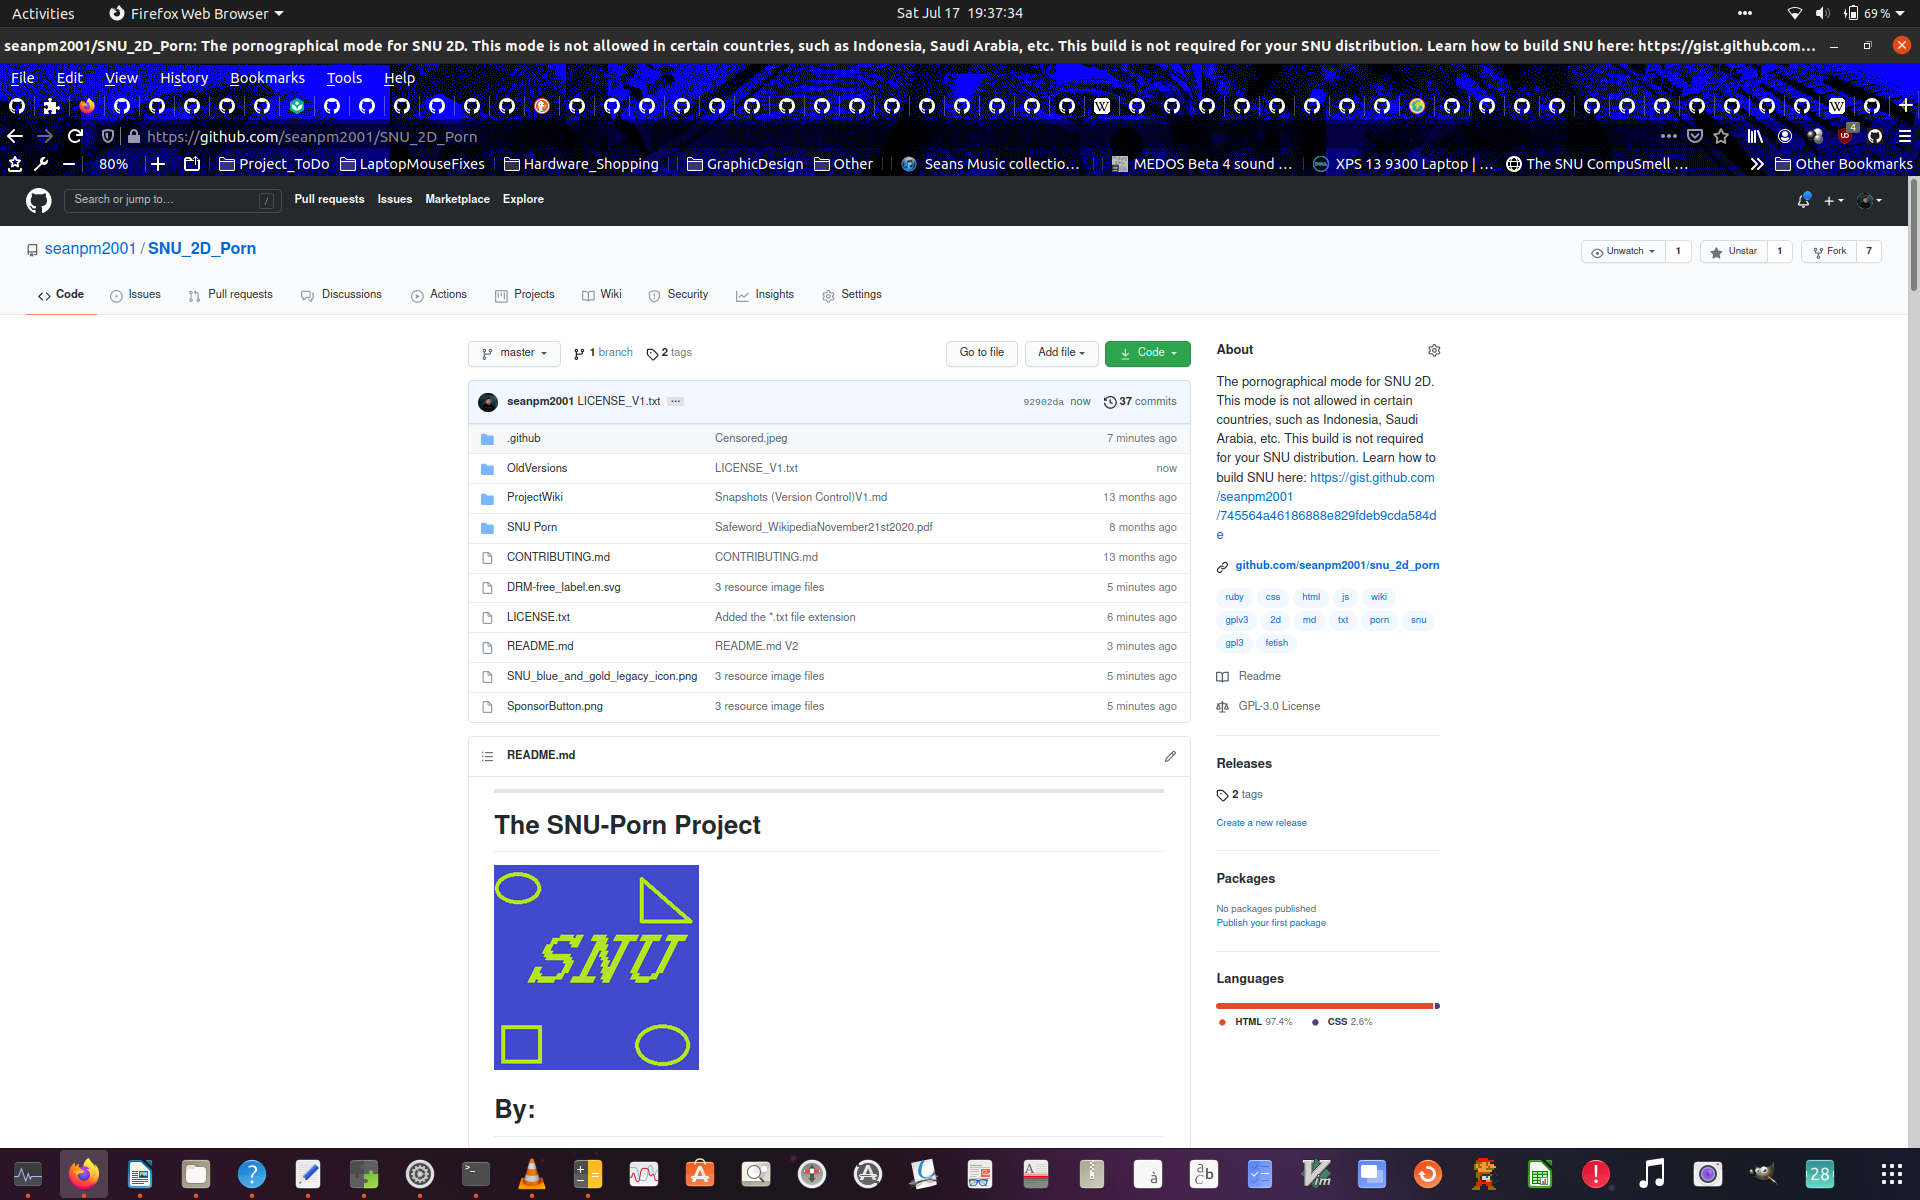 Activities
Firefox Web Browser
Sat Jul 17 19:37:34
69 %
seanpm2001/SNU_2D_Porn: The pornographical mode for SNU 2D. This mode is not allowed in certain countries, such as Indonesia, Saudi Arabia, etc. This build is not required for your SNU distribution. Learn how to build SNU here: https://gist.github.com...
File Edit View History Bookmarks Tools Help
https://github.com/seanpm2001/SNU_2D_Porn
4
80%
Project_ToDo
LaptopMouseFixes
Hardware_Shopping
GraphicDesign
Other
Seans Music collectio...
MEDOS Beta 4 sound ...
XPS 13 9300 Laptop | ...
The SNU CompuSmell ...
Other Bookmarks
Search or jump to...
/
Pull requests Issues Marketplace Explore
seanpm2001 / SNU_2D_Porn
Unwatch 1
Unstar 1
Fork 7
Code Issues Pull requests Discussions Actions Projects Wiki Security Insights Settings
master
1 branch
2 tags
Go to file
Add file
Code
seanpm2001 LICENSE_V1.txt ...
92902da now
37 commits
.github Censored.jpeg 7 minutes ago
OldVersions LICENSE_V1.txt now
ProjectWiki Snapshots (Version Control)V1.md 13 months ago
SNU Porn Safeword_WikipediaNovember21st2020.pdf 8 months ago
CONTRIBUTING.md CONTRIBUTING.md 13 months ago
DRM-free_label.en.svg 3 resource image files 5 minutes ago
LICENSE.txt Added the *.txt file extension 6 minutes ago
README.md README.md V2 3 minutes ago
SNU_blue_and_gold_legacy_icon.png 3 resource image files 5 minutes ago
SponsorButton.png 3 resource image files 5 minutes ago
README.md
The SNU-Porn Project
SNU
By:
About
The pornographical mode for SNU 2D.
This mode is not allowed in certain
countries, such as Indonesia, Saudi
Arabia, etc. This build is not required
for your SNU distribution. Learn how to
build SNU here: https://gist.github.com
/seanpm2001
/745564a46186888e829fdeb9cda584d
e
github.com/seanpm2001/snu_2d_porn
ruby css html js wiki
gplv3 2d md txt porn snu
gpl3 fetish
Readme
GPL-3.0 License
Releases
2 tags
Create a new release
Packages
No packages published
Publish your first package
Languages
HTML 97.4% CSS 2.6%
28